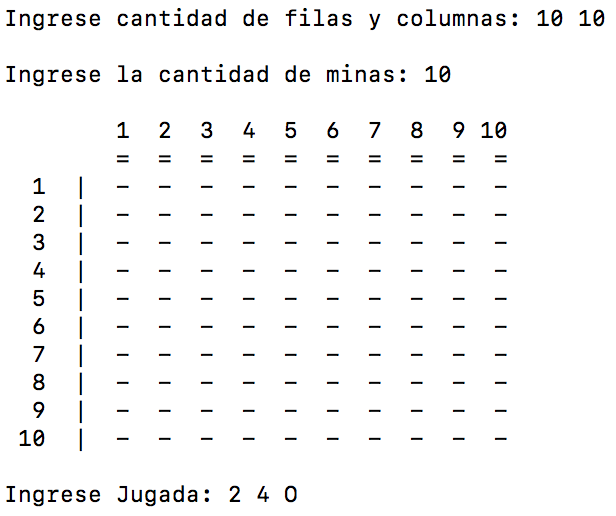 Ingrese cantidad de filas y columnas: 10 10
Ingrese la cantidad de minas: 10
1 2 3 4 5 6 7 8 9 10
= = = = = = = = = =
1 | - - - - - - - - - -
2 | - - - - - - - - - -
3 | - - - - - - - - - -
4 | - - - - - - - - - -
5 | - - - - - - - - - -
6 | - - - - - - - - - -
7 | - - - - - - - - - -
8 | - - - - - - - - - -
9 | - - - - - - - - - -
10 | - - - - - - - - - -
Ingrese Jugada: 2 4 O